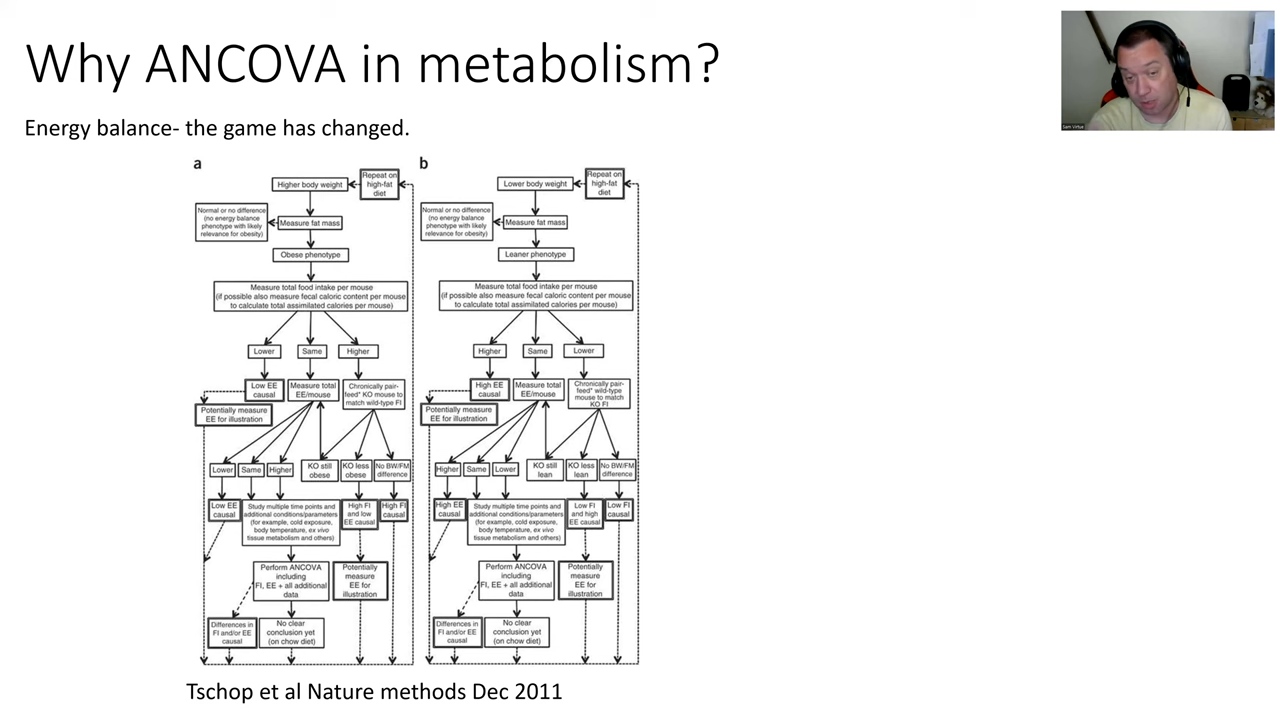 Why ANCOVA in metabolism?
Energy balance- the game has changed.
a
Higher body weight
Repeat on
high-fat
diet
Normal or no difference
(no energy balance
phenotype with likely
relevance for obesity)
Measure fat mass
Obese phenotype
Measure total food intake per mouse
(if possible also measure fecal caloric content per mouse
to calculate total assimilated calories per mouse)
Lower
Same
Higher
Low EE
causal
Measure total
EE/mouse
Chronically pair-
feed* KO mouse to
match wild-type FI
Potentially measure
EE for illustration
Lower
Same
Higher
KO still
obese
KO less
obese
No BW/FM
difference
Low EE
causal
Study multiple time points and
additional conditions/parameters
(for example, cold exposure,
body temperature, ex vivo
tissue metabolism and others)
High FI
and low
EE causal
High FI
causal
Perform ANCOVA
including
FI, EE + all additional
data
Potentially
measure
EE for
illustration
Differences in
FI and/or EE
causal
No clear
conclusion yet
(on chow diet)
b
Lower body weight
Repeat on
high-fat
diet
Normal or no difference
(no energy balance
phenotype with likely
relevance for obesity)
Measure fat mass
Leaner phenotype
Measure total food intake per mouse
(if possible also measure fecal caloric content per mouse
to calculate total assimilated calories per mouse)
Higher
Same
Lower
High EE
causal
Measure total
EE/mouse
Chronically pair-
feed* wild-type
mouse to match
KO FI
Potentially measure
EE for illustration
Higher
Same
Lower
KO still
lean
KO less
lean
No BW/FM
difference
High EE
causal
Study multiple time points and
additional conditions/parameters
(for example, cold exposure,
body temperature, ex vivo
tissue metabolism and others)
Low FI
and high
EE causal
Low FI
causal
Perform ANCOVA
including
FI, EE + all additional
data
Potentially
measure
EE for
illustration
Differences in
FI and/or EE
causal
No clear
conclusion yet
(on chow diet)
Tschop et al Nature methods Dec 2011
Sam Virtue